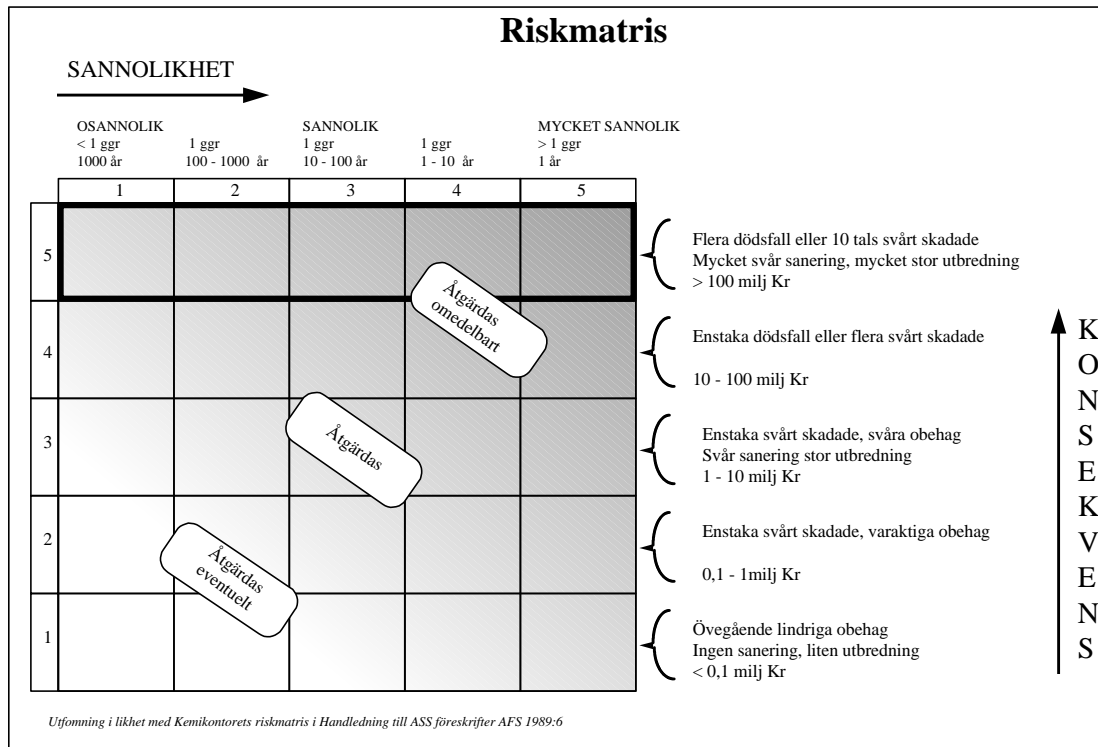 Riskmatris
SANNOLIKHET
OSANNOLIK
< 1 ggr
1000 år
1 ggr
100 - 1000 år
SANNOLIK
1 ggr
10 - 100 år
1 ggr
1 - 10 år
MYCKET SANNOLIK
> 1 ggr
1 år
1 2 3 4 5
5
Flera dödsfall eller 10 tals svårt skadade
Mycket svår sanering, mycket stor utbredning
> 100 milj Kr
Åtgärdas
omedelbart
4
Enstaka dödsfall eller flera svårt skadade
10 - 100 milj Kr
3
Åtgärdas
Enstaka svårt skadade, svåra obehag
Svår sanering stor utbredning
1 - 10 milj Kr
2
Enstaka svårt skadade, varaktiga obehag
0,1 - 1milj Kr
Åtgärdas
eventuelt
1
Övegående lindriga obehag
Ingen sanering, liten utbredning
< 0,1 milj Kr
K
O
N
S
E
K
V
E
N
S
Utfomning i likhet med Kemikontorets riskmatris i Handledning till ASS föreskrifter AFS 1989:6